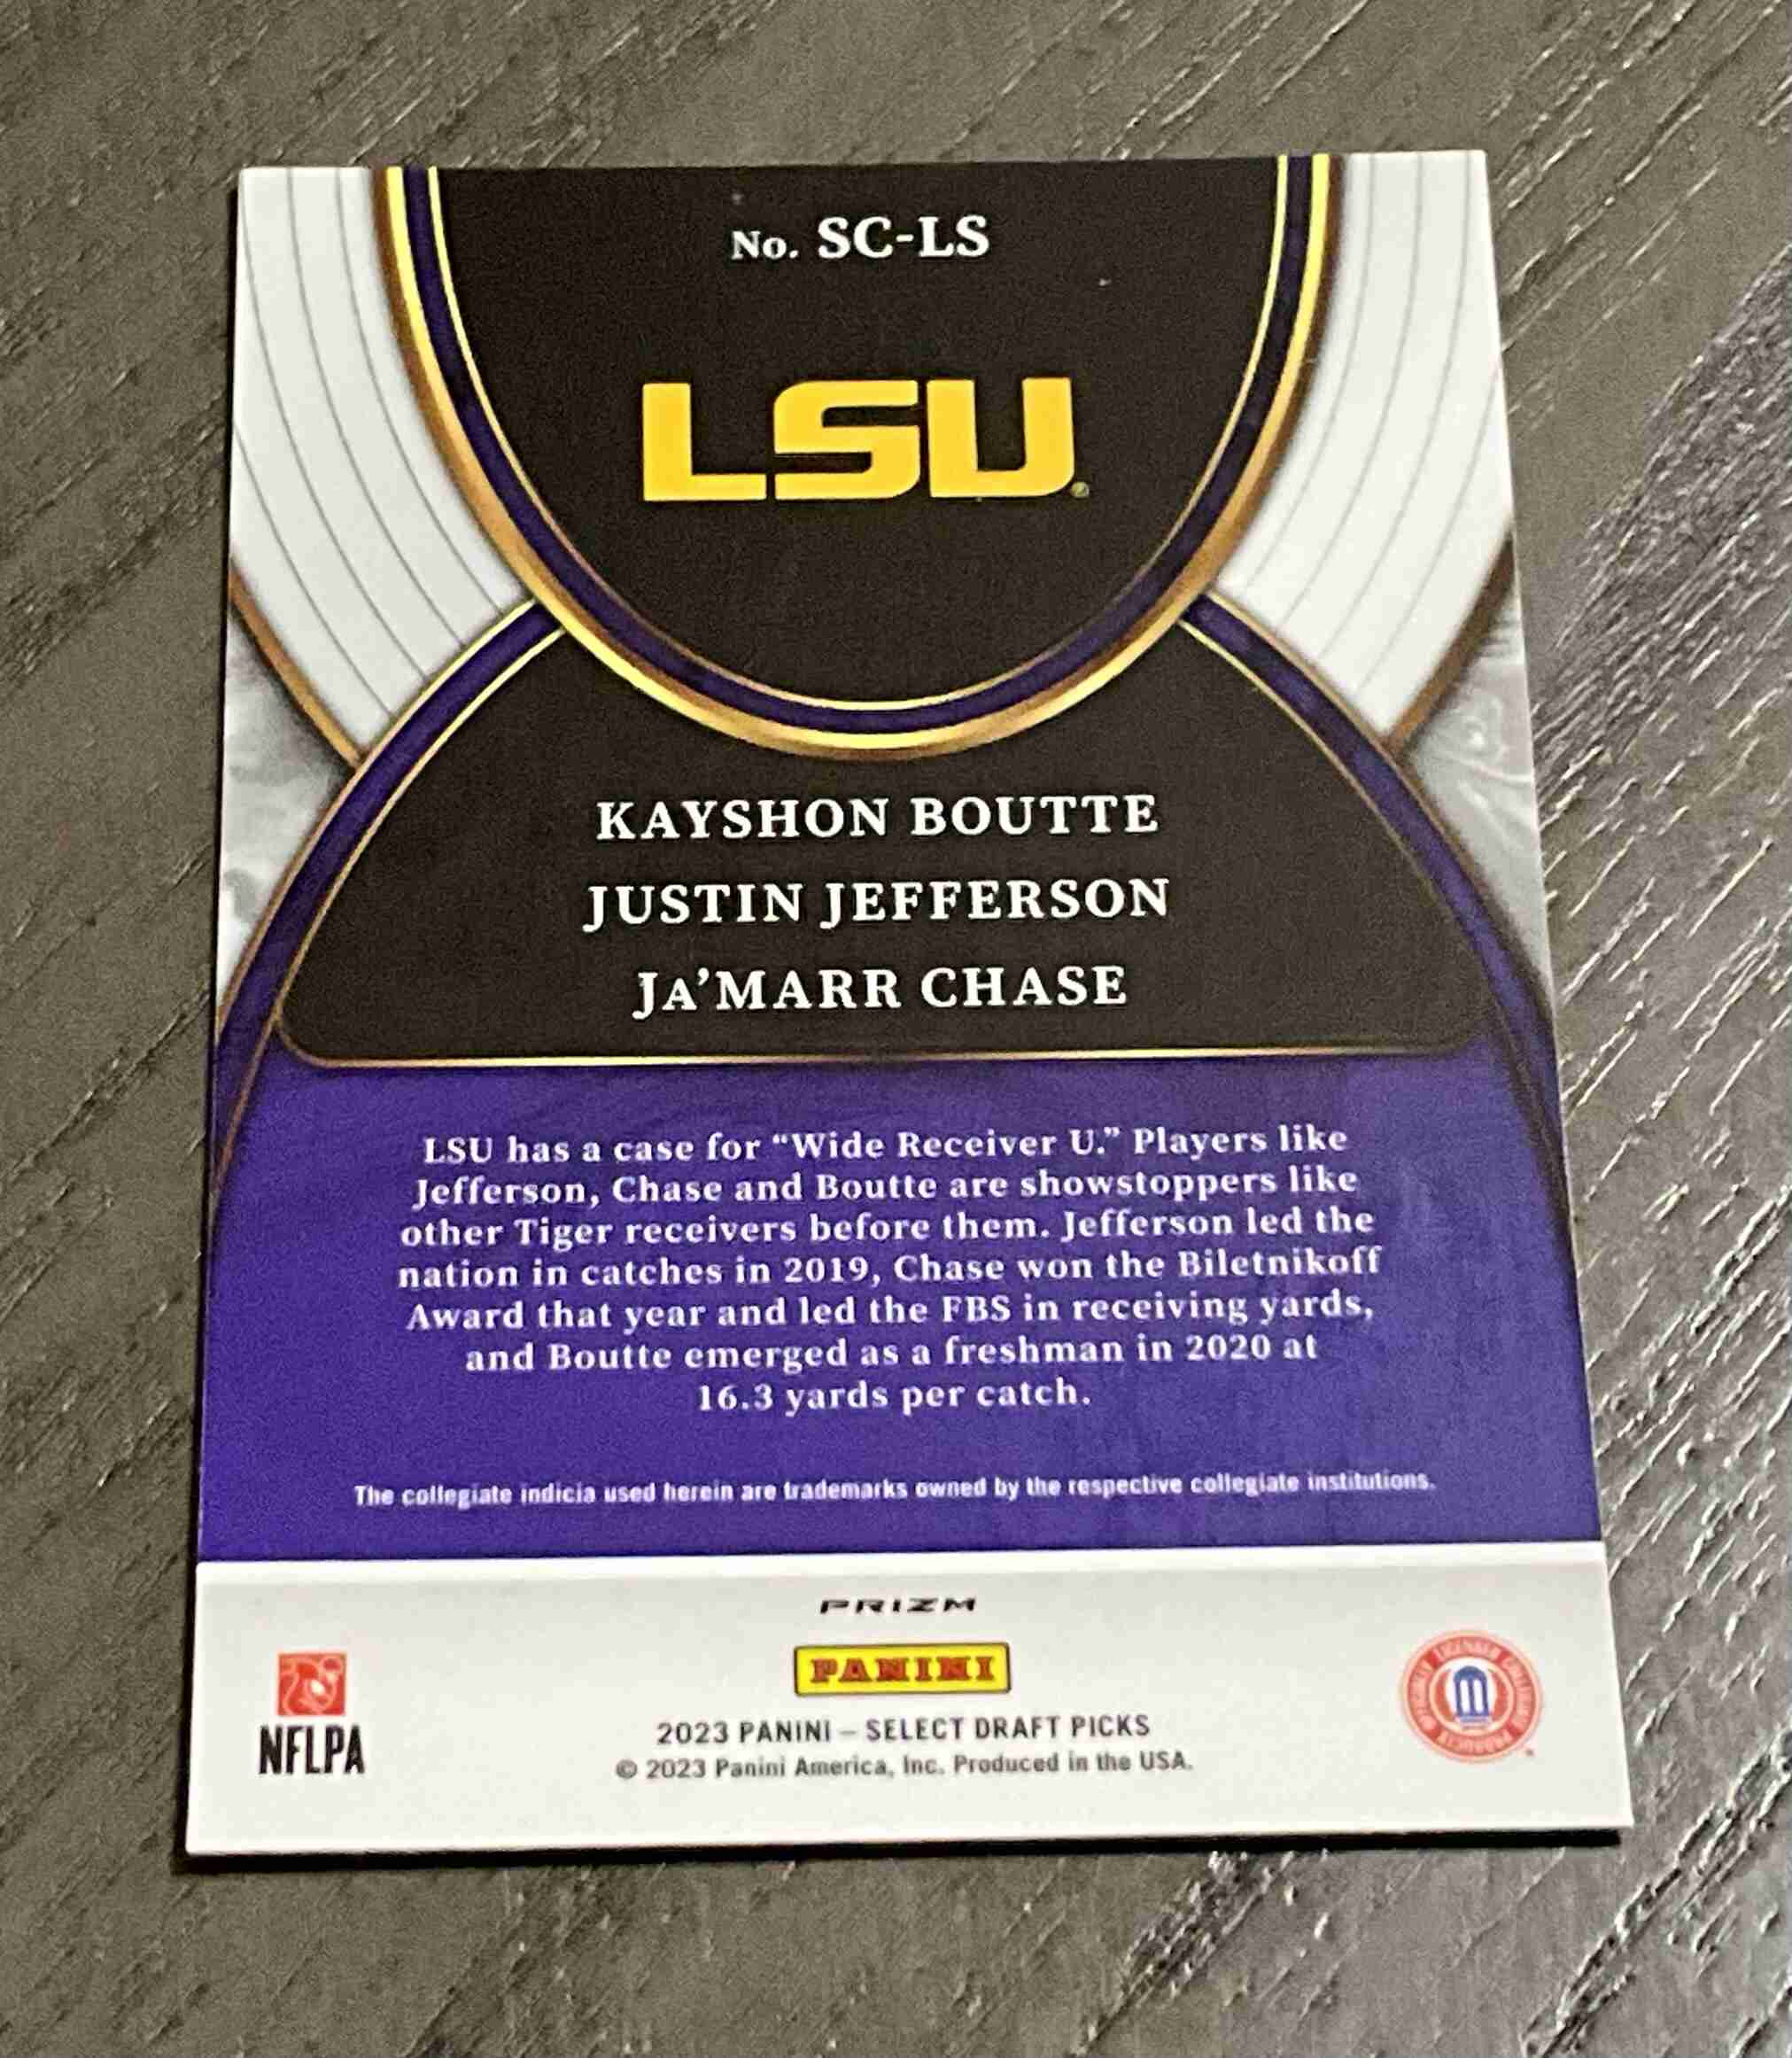 No. SC-LS
LSU
KAYSHON BOUTTE
JUSTIN JEFFERSON
JA’MARR CHASE
LSU has a case for “Wide Receiver U.” Players like
Jefferson, Chase and Boutte are showstoppers like
other Tiger receivers before them. Jefferson led the
nation in catches in 2019, Chase won the Biletnikoff
Award that year and led the FBS in receiving yards,
and Boutte emerged as a freshman in 2020 at
16.3 yards per catch.
The collegiate indicia used herein are trademarks owned by the respective collegiate institutions.
PRIZM
PANINI
NFLPA
2023 PANINI – SELECT DRAFT PICKS
© 2023 Panini America, Inc. Produced in the USA.
OFFICIALLY LICENSED COLLEGIATE PRODUCT